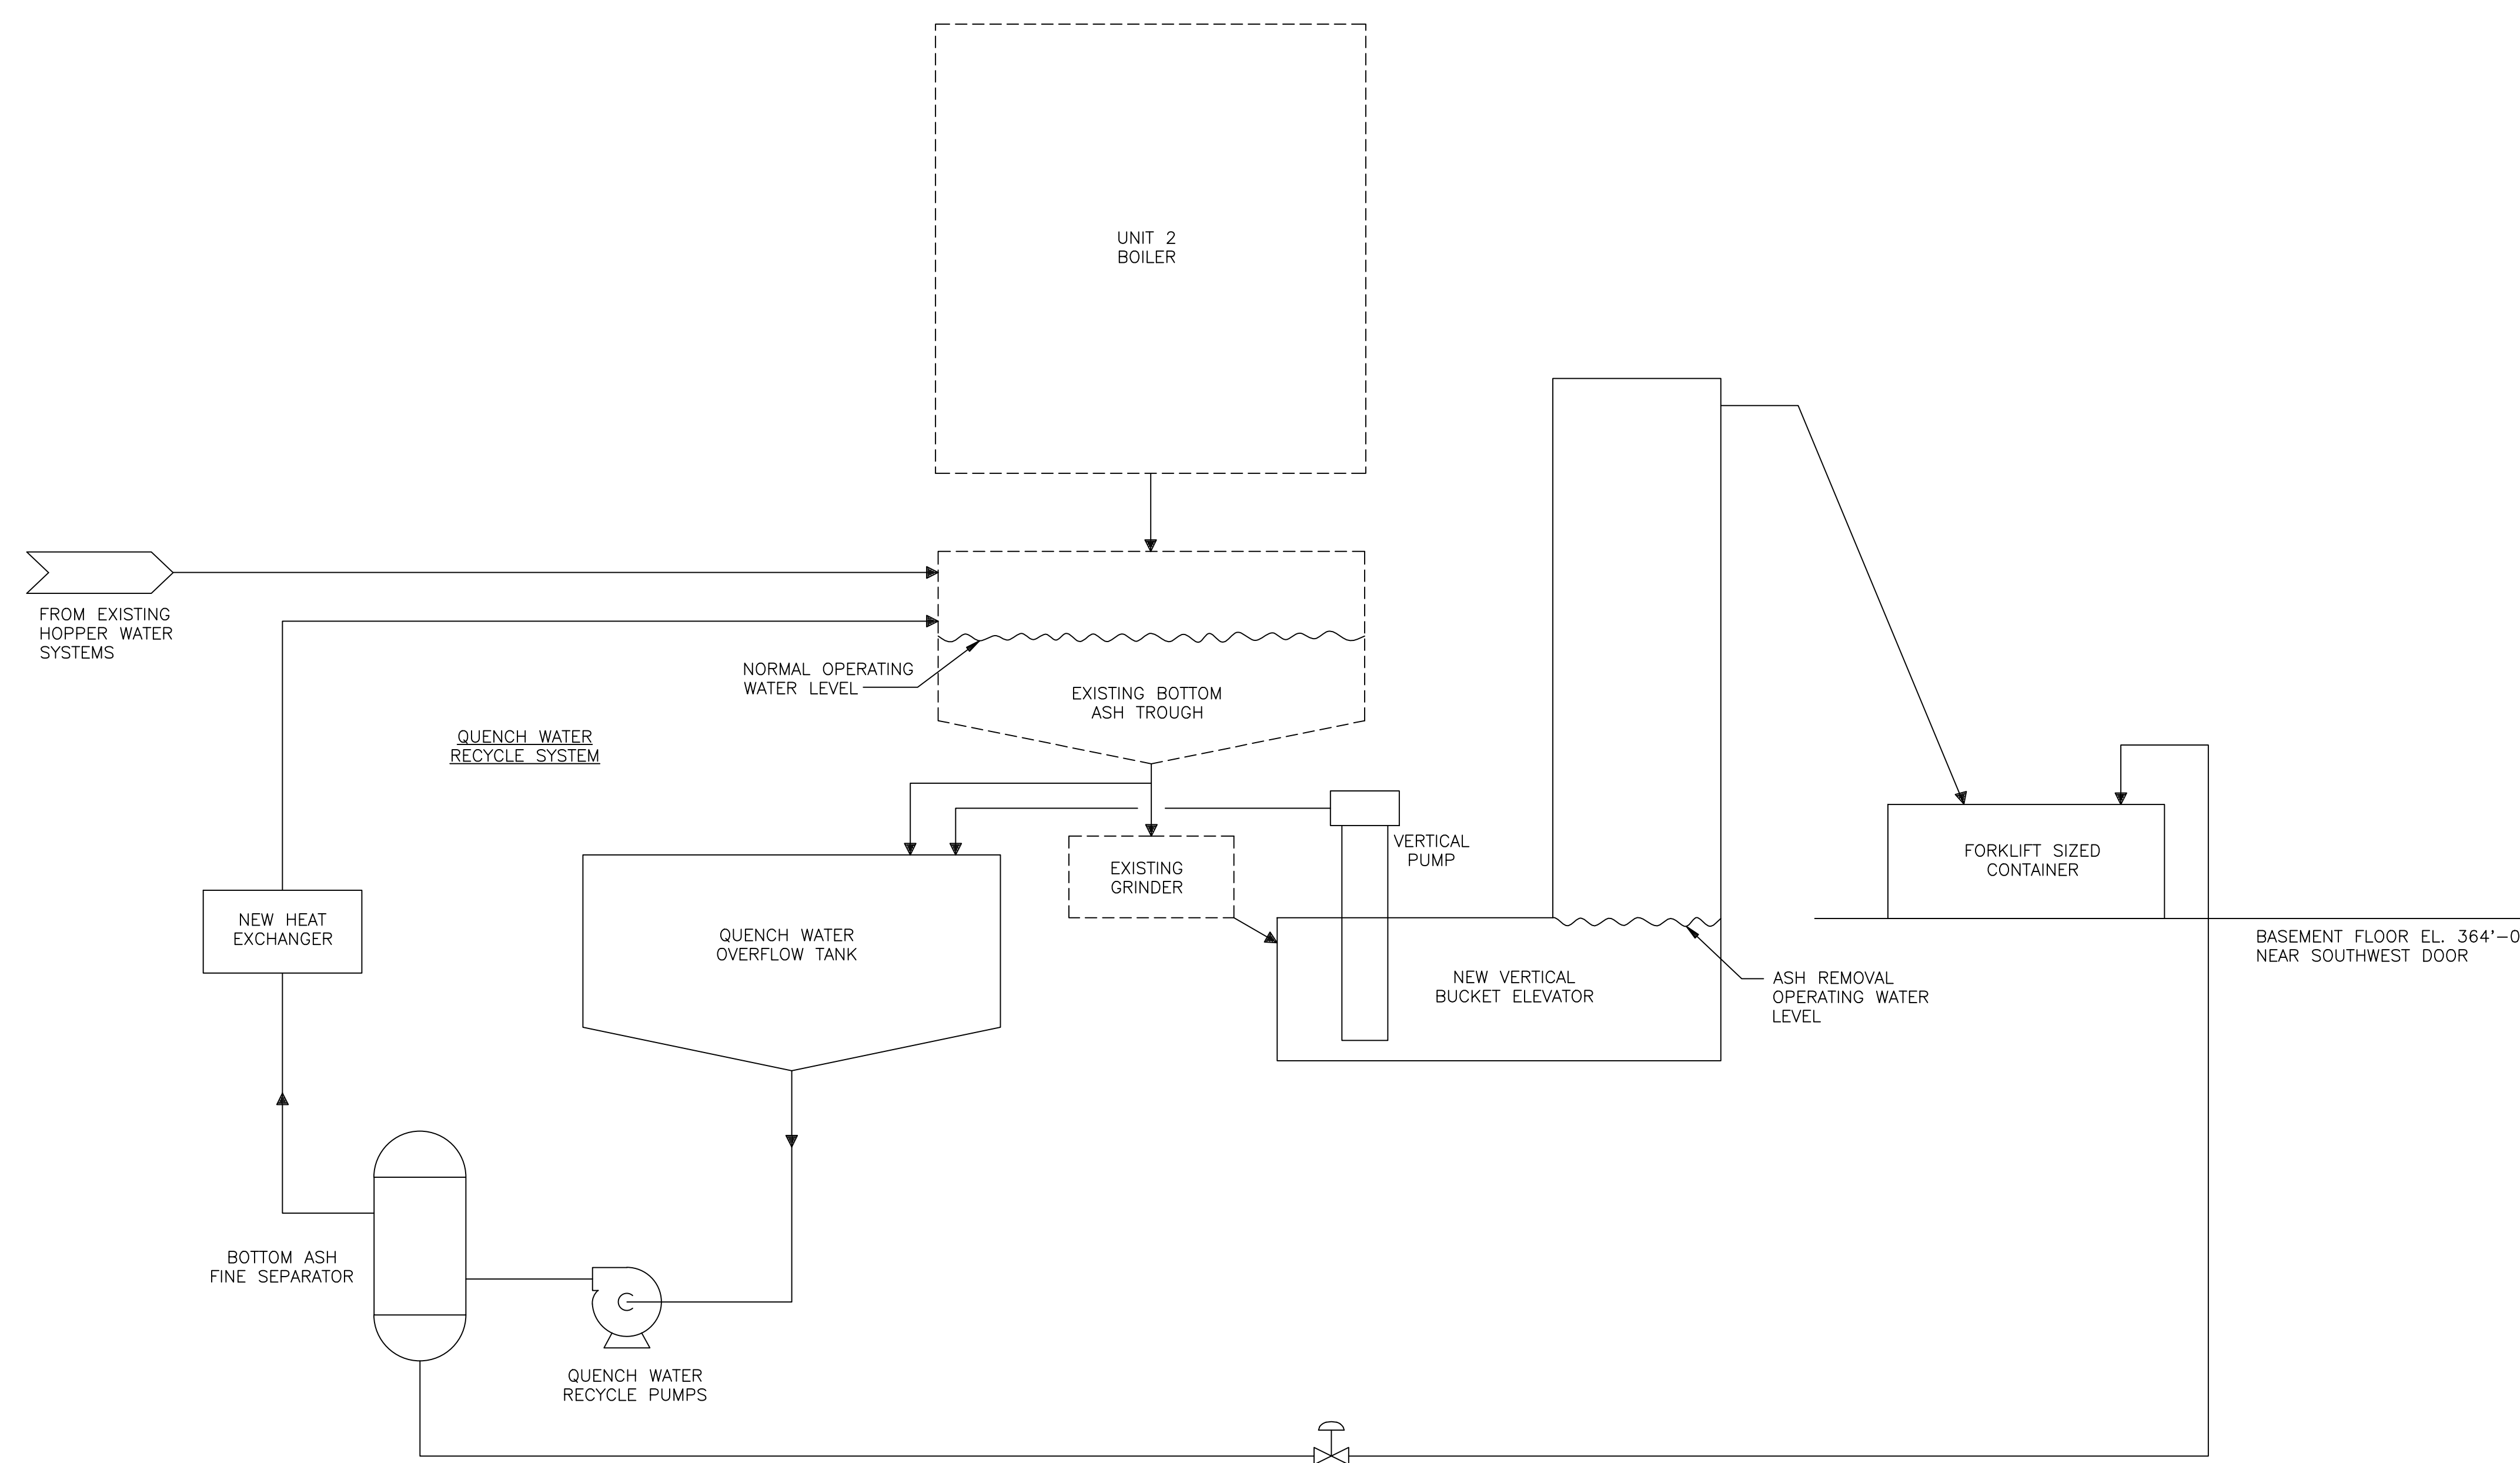 UNIT 2
BOILER
FROM EXISTING
HOPPER WATER
SYSTEMS
NORMAL OPERATING
WATER LEVEL
EXISTING BOTTOM
ASH TROUGH
QUENCH WATER
RECYCLE SYSTEM
VERTICAL
PUMP
EXISTING
GRINDER
FORKLIFT SIZED
CONTAINER
NEW HEAT
EXCHANGER
QUENCH WATER
OVERFLOW TANK
BASEMENT FLOOR EL. 364'-0
NEAR SOUTHWEST DOOR
NEW VERTICAL
BUCKET ELEVATOR
ASH REMOVAL
OPERATING WATER
LEVEL
BOTTOM ASH
FINE SEPARATOR
QUENCH WATER
RECYCLE PUMPS